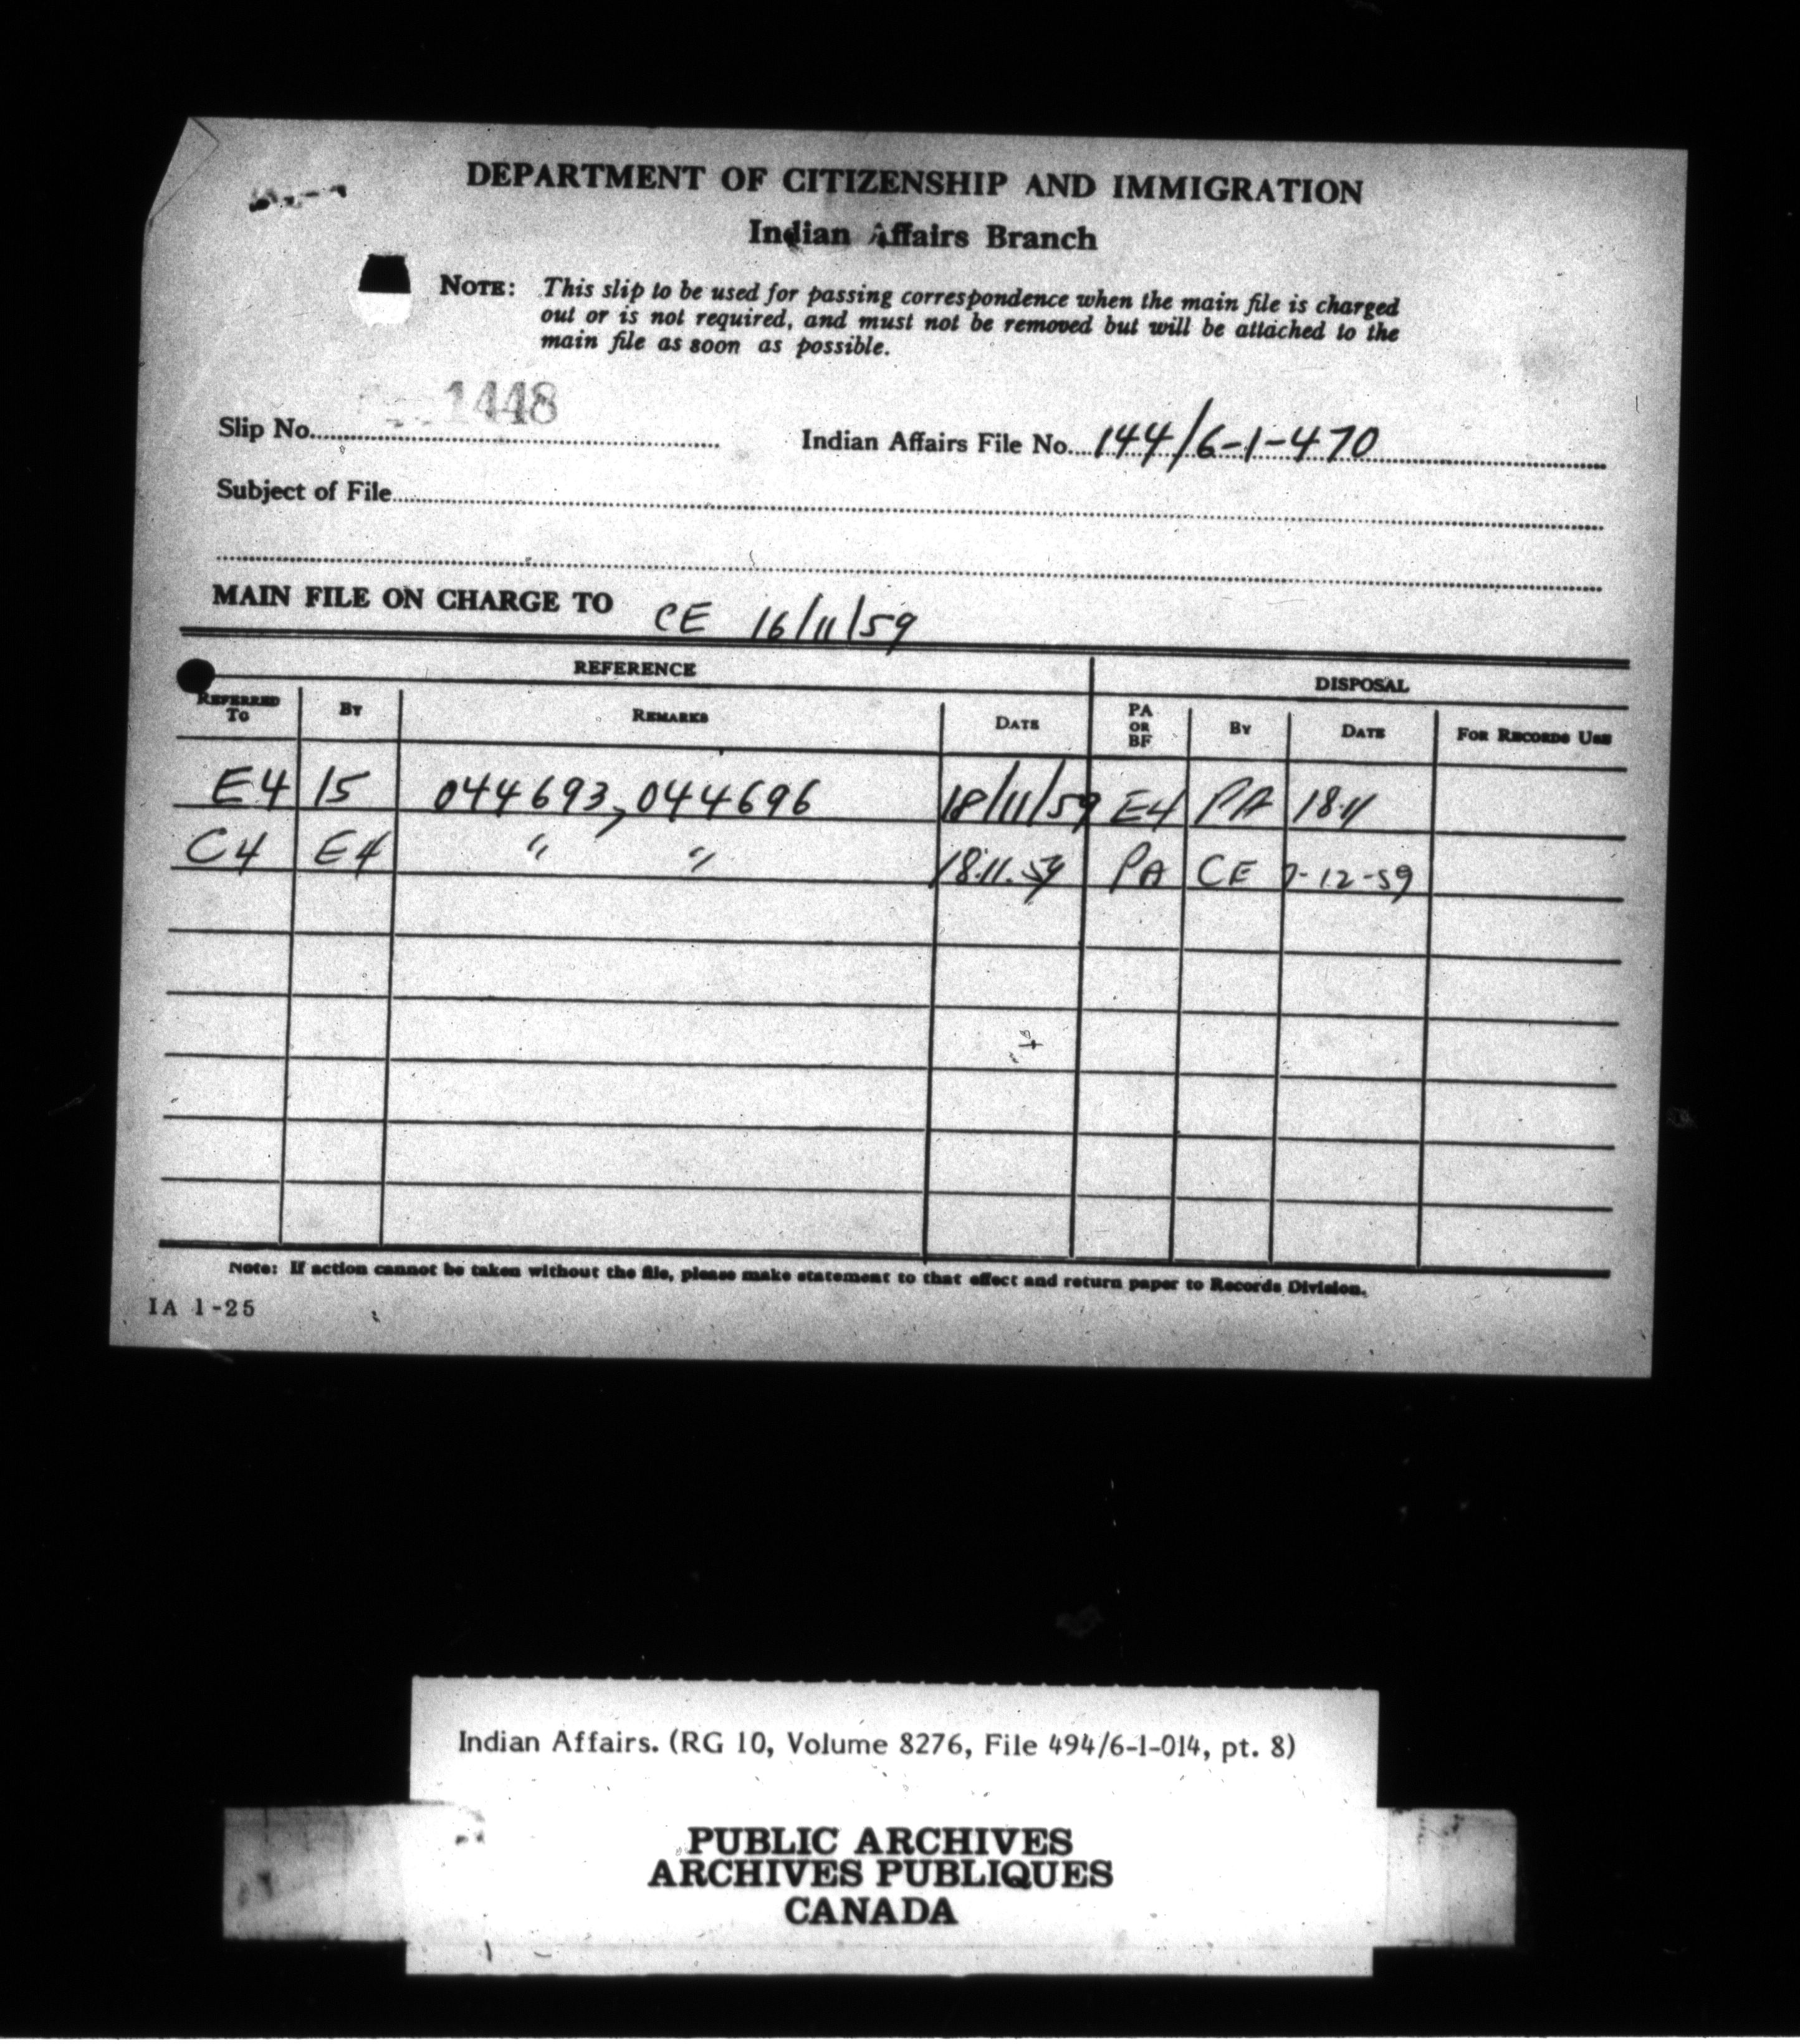 DEPARTMENT OF CITIZENSHIP AND IMMIGRATION
Indian Affairs Branch
NOTE: This slip to be used for passing correspondence when the main file is charged
out or is not required, and must not be removed but will be attached to the
main file as soon as possible.
1448
Slip No. Indian Affairs File No. 144/6-1-470
Subject of File
MAIN FILE ON CHARGE TO CE 16/11/59
REFERENCE DISPOSAL
REFERRED TO BY REMARKS DATE PA OR BF BY DATE FOR RECORDS USE
E4 15 044693, 044696 18/11/59 E4 PA 18.11
C4 E4 " " 18.11.59 PA CE 7-12-59
Note: If action cannot be taken without the file, please make statement to that effect and return paper to Records Division.
IA 1-25
Indian Affairs. (RG 10, Volume 8276, File 494/6-1-014, pt. 8)
PUBLIC ARCHIVES
ARCHIVES PUBLIQUES
CANADA